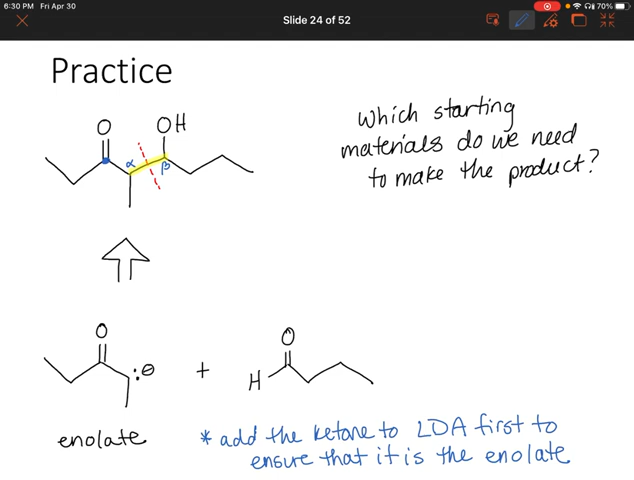 6:30 PM Fri Apr 30
70%
Slide 24 of 52
Practice
O
OH
α
β
Which starting
materials do we need
to make the product?
O
:⊖
+
O
H
enolate
* add the ketone to LDA first to
ensure that it is the enolate